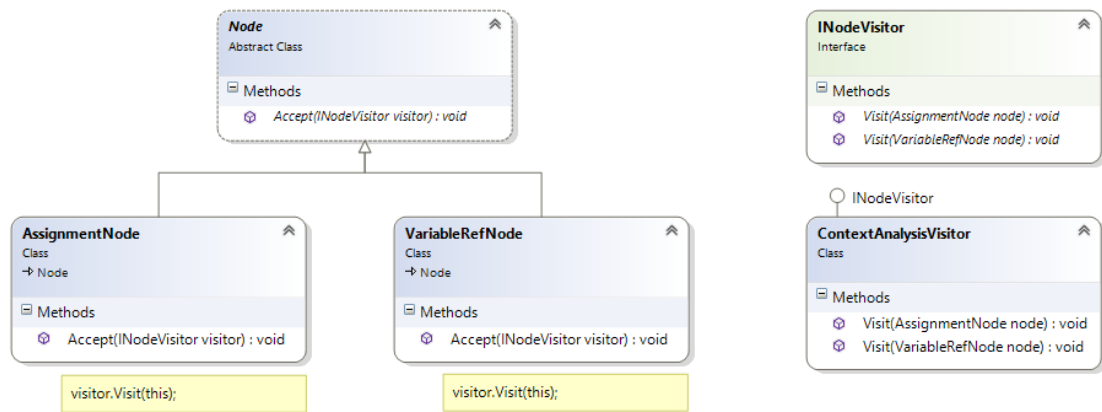 Node
Abstract Class
Methods
Accept(INodeVisitor visitor) : void
INodeVisitor
Interface
Methods
Visit(AssignmentNode node) : void
Visit(VariableRefNode node) : void
AssignmentNode
Class
Node
Methods
Accept(INodeVisitor visitor) : void
visitor.Visit(this);
VariableRefNode
Class
Node
Methods
Accept(INodeVisitor visitor) : void
visitor.Visit(this);
INodeVisitor
ContextAnalysisVisitor
Class
Methods
Visit(AssignmentNode node) : void
Visit(VariableRefNode node) : void